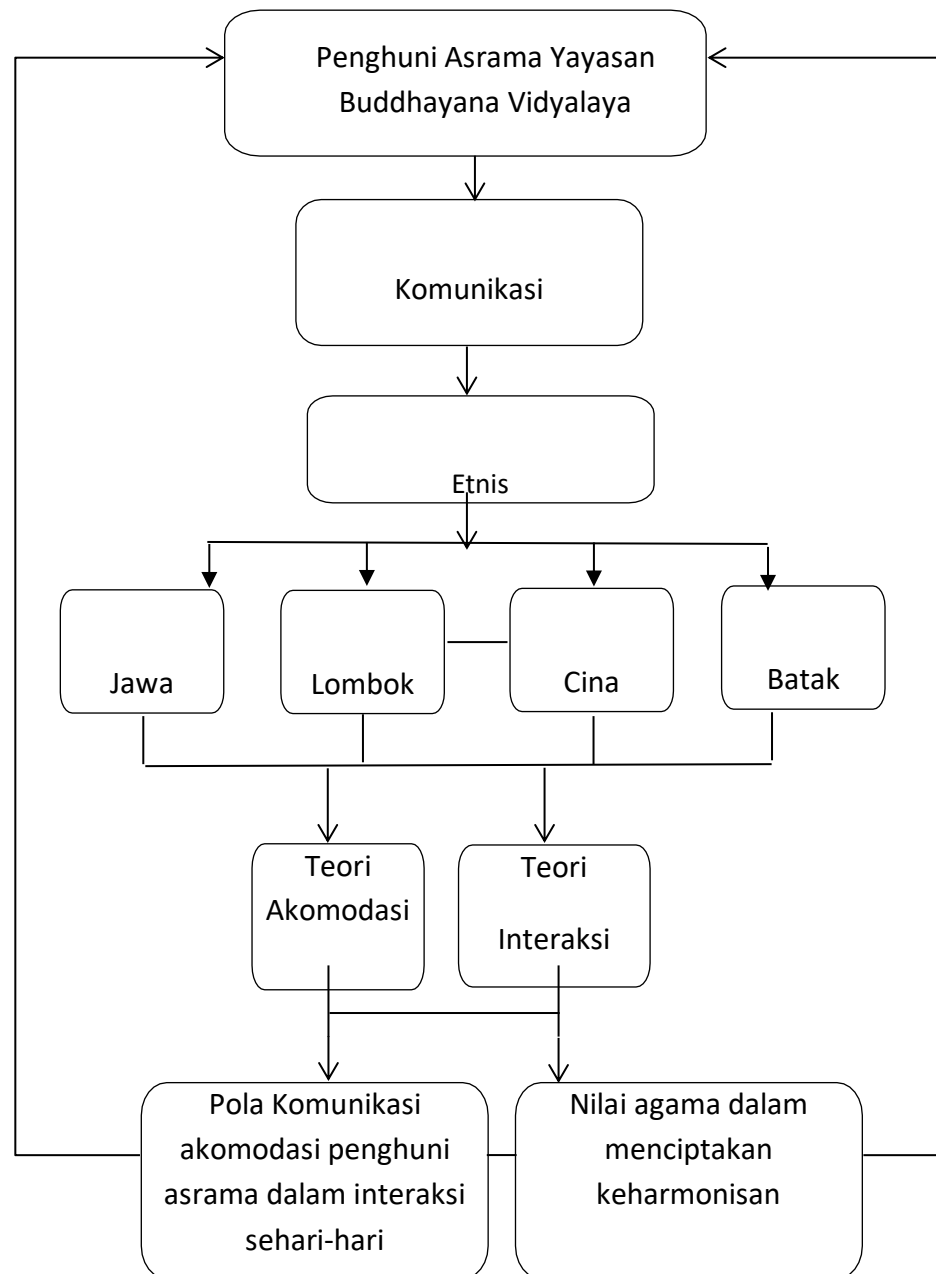 Penghuni Asrama Yayasan
Buddhayana Vidyalaya
Komunikasi
Etnis
Jawa
Lombok
Cina
Batak
Teori
Akomodasi
Teori
Interaksi
Pola Komunikasi
akomodasi penghuni
asrama dalam interaksi
sehari-hari
Nilai agama dalam
menciptakan
keharmonisan